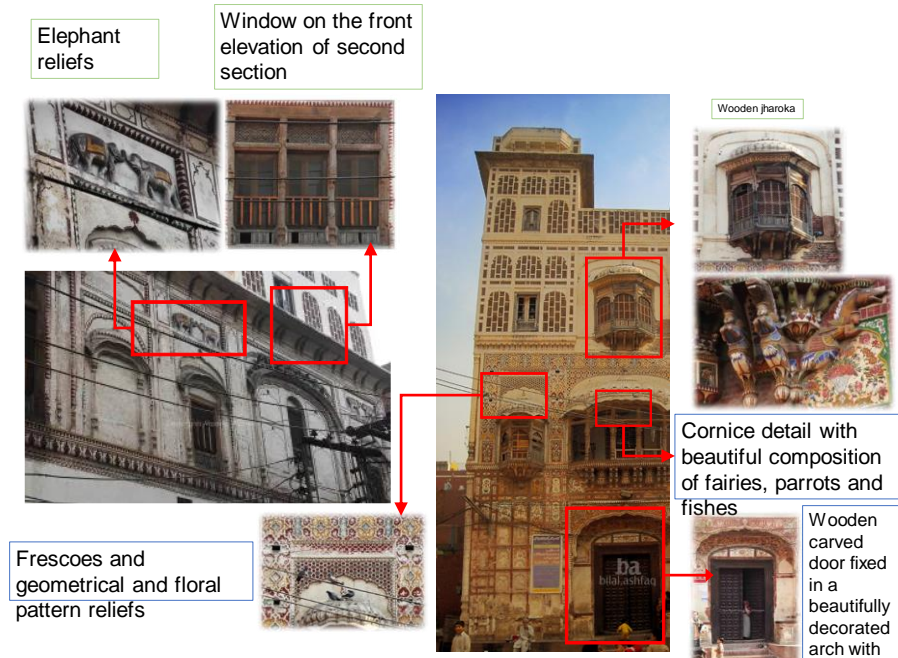 Elephant
reliefs
Window on the front
elevation of second
section
Wooden jharoka
Cornice detail with
beautiful composition
of fairies, parrots and
fishes
Frescoes and
geometrical and floral
pattern reliefs
ba
bilal.ashfaq
Wooden
carved
door fixed
in a
beautifully
decorated
arch with